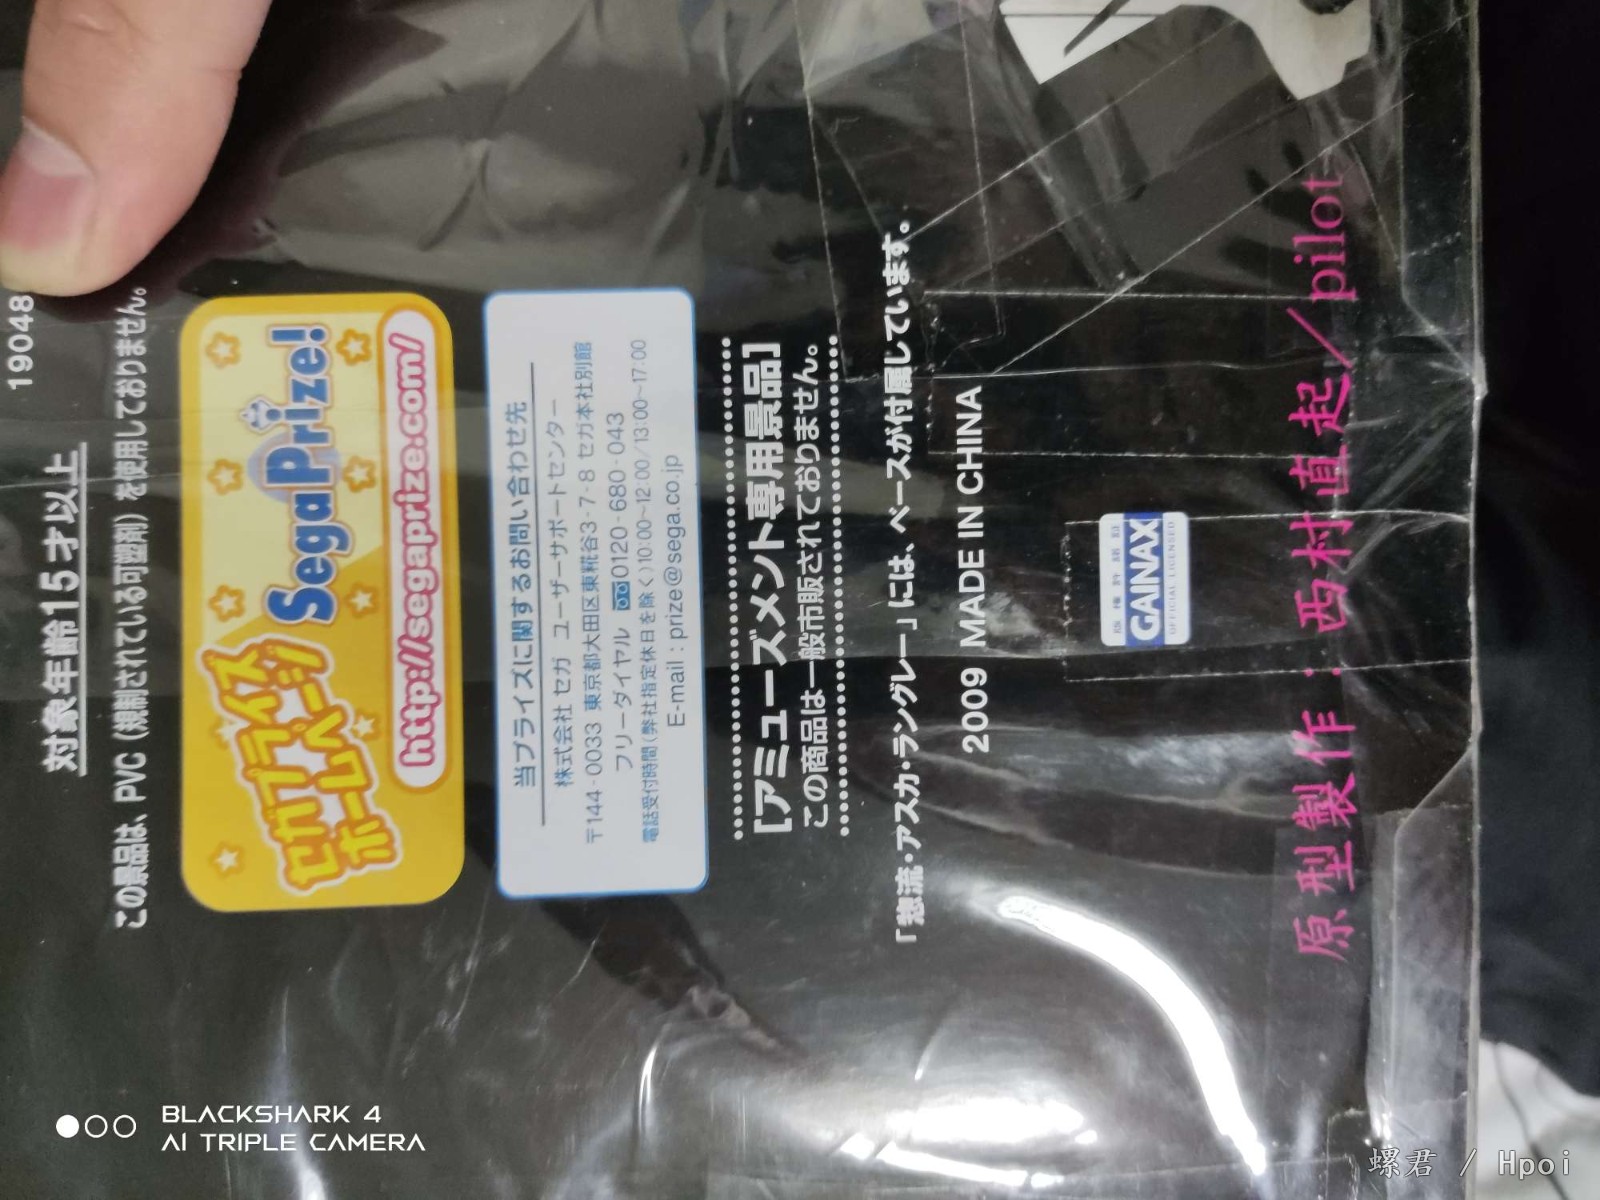 19048
対象年齢15才以上
この景品は、PVC(規制されている可塑剤)を使用しておりません。
セガプライズ
ホームページ
SegaPrize!
http://segaprize.com/
当プライズに関するお問い合わせ先
株式会社 セガ ユーザーサポートセンター
〒144-0033 東京都大田区東糀谷3-7-8 セガ本社別館
フリーダイヤル 0120-680-043
電話受付時間(弊社指定休日を除く)10:00~12:00/13:00~17:00
E-mail : prize@sega.co.jp
[アミューズメント専用景品]
この商品は一般市販されておりません。
「惣流・アスカ・ラングレー」には、ベースが付属しています。
2009 MADE IN CHINA
版権許諾証
GAINAX
OFFICIAL LICENSED
原型製作：西村直起／pilot
BLACKSHARK 4
AI TRIPLE CAMERA
螺君 / Hpoi